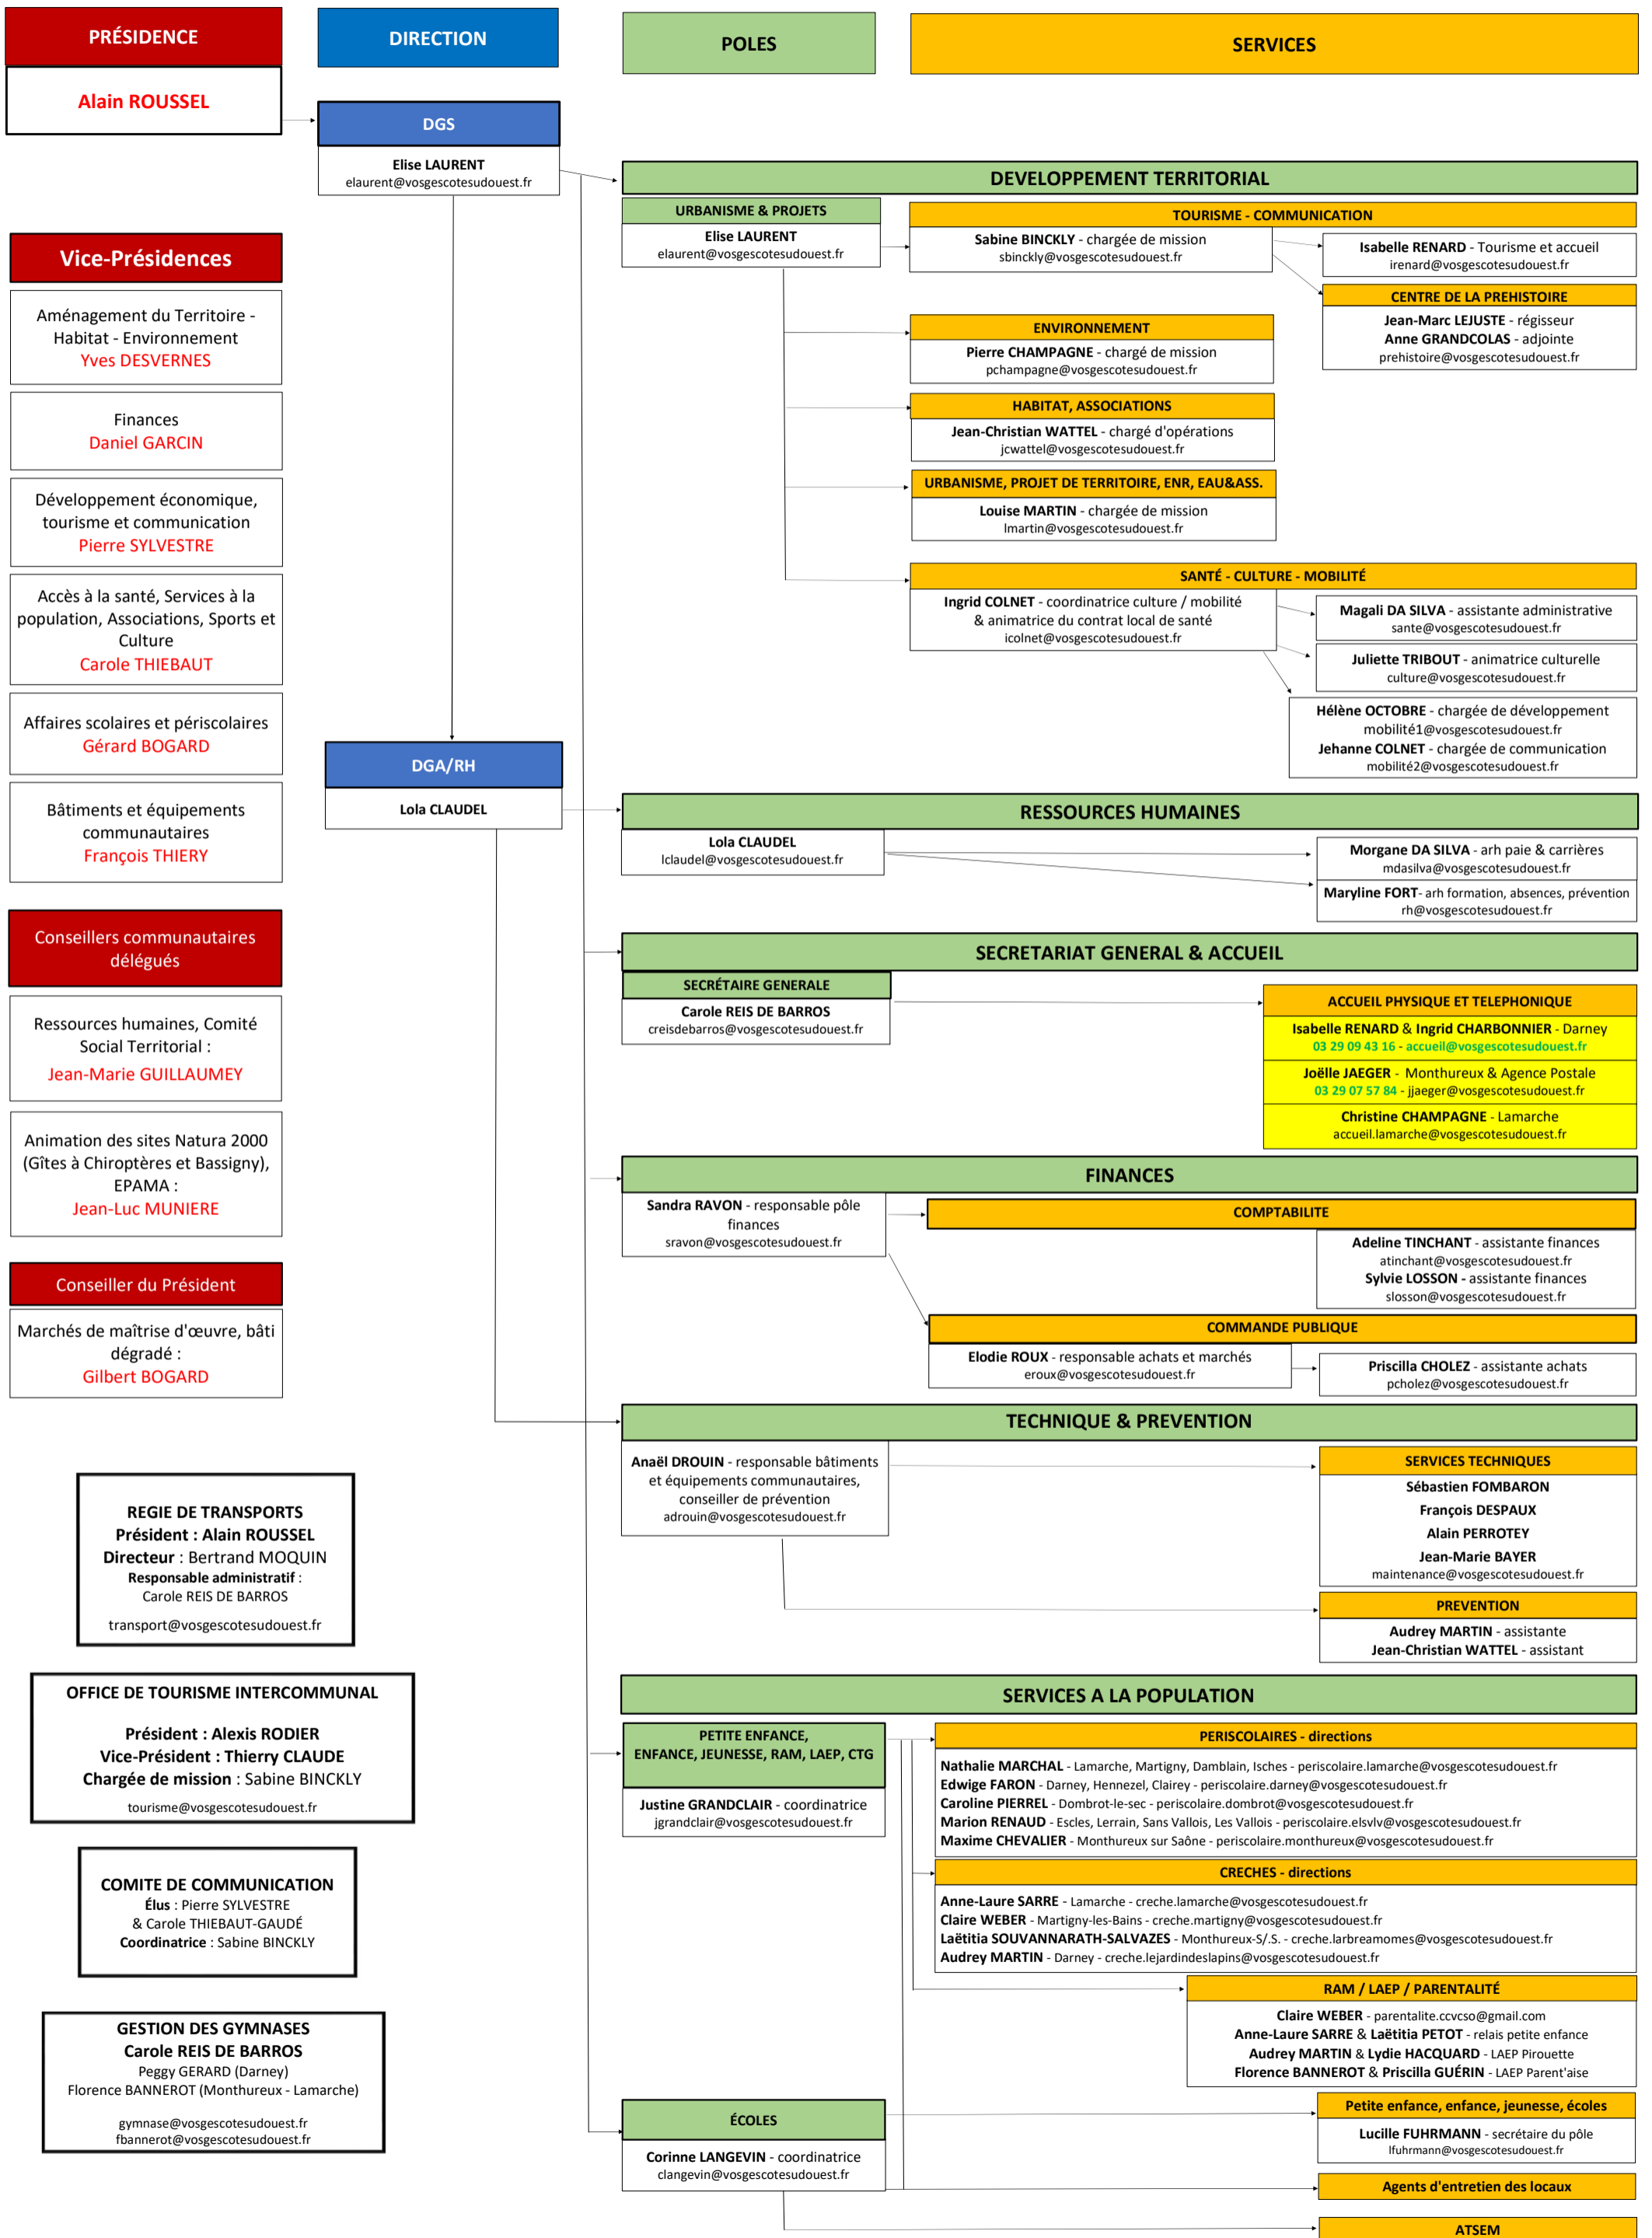 PRÉSIDENCE
Alain ROUSSEL
Vice-Présidences
Aménagement du Territoire -
Habitat - Environnement
Yves DESVERNES
Finances
Daniel GARCIN
Développement économique,
tourisme et communication
Pierre SYLVESTRE
Accès à la santé, Services à la
population, Associations, Sports et
Culture
Carole THIEBAUT
Affaires scolaires et périscolaires
Gérard BOGARD
Bâtiments et équipements
communautaires
François THIERY
Conseillers communautaires
délégués
Ressources humaines, Comité
Social Territorial :
Jean-Marie GUILLAUMEY
Animation des sites Natura 2000
(Gîtes à Chiroptères et Bassigny),
EPAMA :
Jean-Luc MUNIERE
Conseiller du Président
Marchés de maîtrise d'œuvre, bâti
dégradé :
Gilbert BOGARD
REGIE DE TRANSPORTS
Président : Alain ROUSSEL
Directeur : Bertrand MOQUIN
Responsable administratif :
Carole REIS DE BARROS
transport@vosgescotesudouest.fr
OFFICE DE TOURISME INTERCOMMUNAL
Président : Alexis RODIER
Vice-Président : Thierry CLAUDE
Chargée de mission : Sabine BINCKLY
tourisme@vosgescotesudouest.fr
COMITE DE COMMUNICATION
Élus : Pierre SYLVESTRE
& Carole THIEBAUT-GAUDÉ
Coordinatrice : Sabine BINCKLY
GESTION DES GYMNASES
Carole REIS DE BARROS
Peggy GERARD (Darney)
Florence BANNEROT (Monthureux - Lamarche)
gymnase@vosgescotesudouest.fr
fbannerot@vosgescotesudouest.fr
DIRECTION
DGS
Elise LAURENT
elaurent@vosgescotesudouest.fr
DGA/RH
Lola CLAUDEL
POLES
SERVICES
DEVELOPPEMENT TERRITORIAL
URBANISME & PROJETS
Elise LAURENT
elaurent@vosgescotesudouest.fr
TOURISME - COMMUNICATION
Sabine BINCKLY - chargée de mission
sbinckly@vosgescotesudouest.fr
Isabelle RENARD - Tourisme et accueil
irenard@vosgescotesudouest.fr
CENTRE DE LA PREHISTOIRE
Jean-Marc LEJUSTE - régisseur
Anne GRANDCOLAS - adjointe
prehistoire@vosgescotesudouest.fr
ENVIRONNEMENT
Pierre CHAMPAGNE - chargé de mission
pchampagne@vosgescotesudouest.fr
HABITAT, ASSOCIATIONS
Jean-Christian WATTEL - chargé d'opérations
jcwattel@vosgescotesudouest.fr
URBANISME, PROJET DE TERRITOIRE, ENR, EAU&ASS.
Louise MARTIN - chargée de mission
lmartin@vosgescotesudouest.fr
SANTÉ - CULTURE - MOBILITÉ
Ingrid COLNET - coordinatrice culture / mobilité
& animatrice du contrat local de santé
icolnet@vosgescotesudouest.fr
Magali DA SILVA - assistante administrative
sante@vosgescotesudouest.fr
Juliette TRIBOUT - animatrice culturelle
culture@vosgescotesudouest.fr
Hélène OCTOBRE - chargée de développement
mobilité1@vosgescotesudouest.fr
Jehanne COLNET - chargée de communication
mobilité2@vosgescotesudouest.fr
RESSOURCES HUMAINES
Lola CLAUDEL
lclaudel@vosgescotesudouest.fr
Morgane DA SILVA - arh paie & carrières
mdasilva@vosgescotesudouest.fr
Maryline FORT- arh formation, absences, prévention
rh@vosgescotesudouest.fr
SECRETARIAT GENERAL & ACCUEIL
SECRÉTAIRE GENERALE
Carole REIS DE BARROS
creisdebarros@vosgescotesudouest.fr
ACCUEIL PHYSIQUE ET TELEPHONIQUE
Isabelle RENARD & Ingrid CHARBONNIER - Darney
03 29 09 43 16 - accueil@vosgescotesudouest.fr
Joëlle JAEGER - Monthureux & Agence Postale
03 29 07 57 84 - jjaeger@vosgescotesudouest.fr
Christine CHAMPAGNE - Lamarche
accueil.lamarche@vosgescotesudouest.fr
FINANCES
Sandra RAVON - responsable pôle
finances
sravon@vosgescotesudouest.fr
COMPTABILITE
Adeline TINCHANT - assistante finances
atinchant@vosgescotesudouest.fr
Sylvie LOSSON - assistante finances
slosson@vosgescotesudouest.fr
COMMANDE PUBLIQUE
Elodie ROUX - responsable achats et marchés
eroux@vosgescotesudouest.fr
Priscilla CHOLEZ - assistante achats
pcholez@vosgescotesudouest.fr
TECHNIQUE & PREVENTION
Anaël DROUIN - responsable bâtiments
et équipements communautaires,
conseiller de prévention
adrouin@vosgescotesudouest.fr
SERVICES TECHNIQUES
Sébastien FOMBARON
François DESPAUX
Alain PERROTEY
Jean-Marie BAYER
maintenance@vosgescotesudouest.fr
PREVENTION
Audrey MARTIN - assistante
Jean-Christian WATTEL - assistant
SERVICES A LA POPULATION
PETITE ENFANCE,
ENFANCE, JEUNESSE, RAM, LAEP, CTG
Justine GRANDCLAIR - coordinatrice
jgrandclair@vosgescotesudouest.fr
PERISCOLAIRES - directions
Nathalie MARCHAL - Lamarche, Martigny, Damblain, Isches - periscolaire.lamarche@vosgescotesudouest.fr
Edwige FARON - Darney, Hennezel, Clairey - periscolaire.darney@vosgescotesudouest.fr
Caroline PIERREL - Dombrot-le-sec - periscolaire.dombrot@vosgescotesudouest.fr
Marion RENAUD - Escles, Lerrain, Sans Vallois, Les Vallois - periscolaire.elsvlv@vosgescotesudouest.fr
Maxime CHEVALIER - Monthureux sur Saône - periscolaire.monthureux@vosgescotesudouest.fr
CRECHES - directions
Anne-Laure SARRE - Lamarche - creche.lamarche@vosgescotesudouest.fr
Claire WEBER - Martigny-les-Bains - creche.martigny@vosgescotesudouest.fr
Laëtitia SOUVANNARATH-SALVAZES - Monthureux-S/.S. - creche.larbreamomes@vosgescotesudouest.fr
Audrey MARTIN - Darney - creche.lejardindeslapins@vosgescotesudouest.fr
RAM / LAEP / PARENTALITÉ
Claire WEBER - parentalite.ccvcso@gmail.com
Anne-Laure SARRE & Laëtitia PETOT - relais petite enfance
Audrey MARTIN & Lydie HACQUARD - LAEP Pirouette
Florence BANNEROT & Priscilla GUÉRIN - LAEP Parent'aise
ÉCOLES
Corinne LANGEVIN - coordinatrice
clangevin@vosgescotesudouest.fr
Petite enfance, enfance, jeunesse, écoles
Lucille FUHRMANN - secrétaire du pôle
lfuhrmann@vosgescotesudouest.fr
Agents d'entretien des locaux
ATSEM